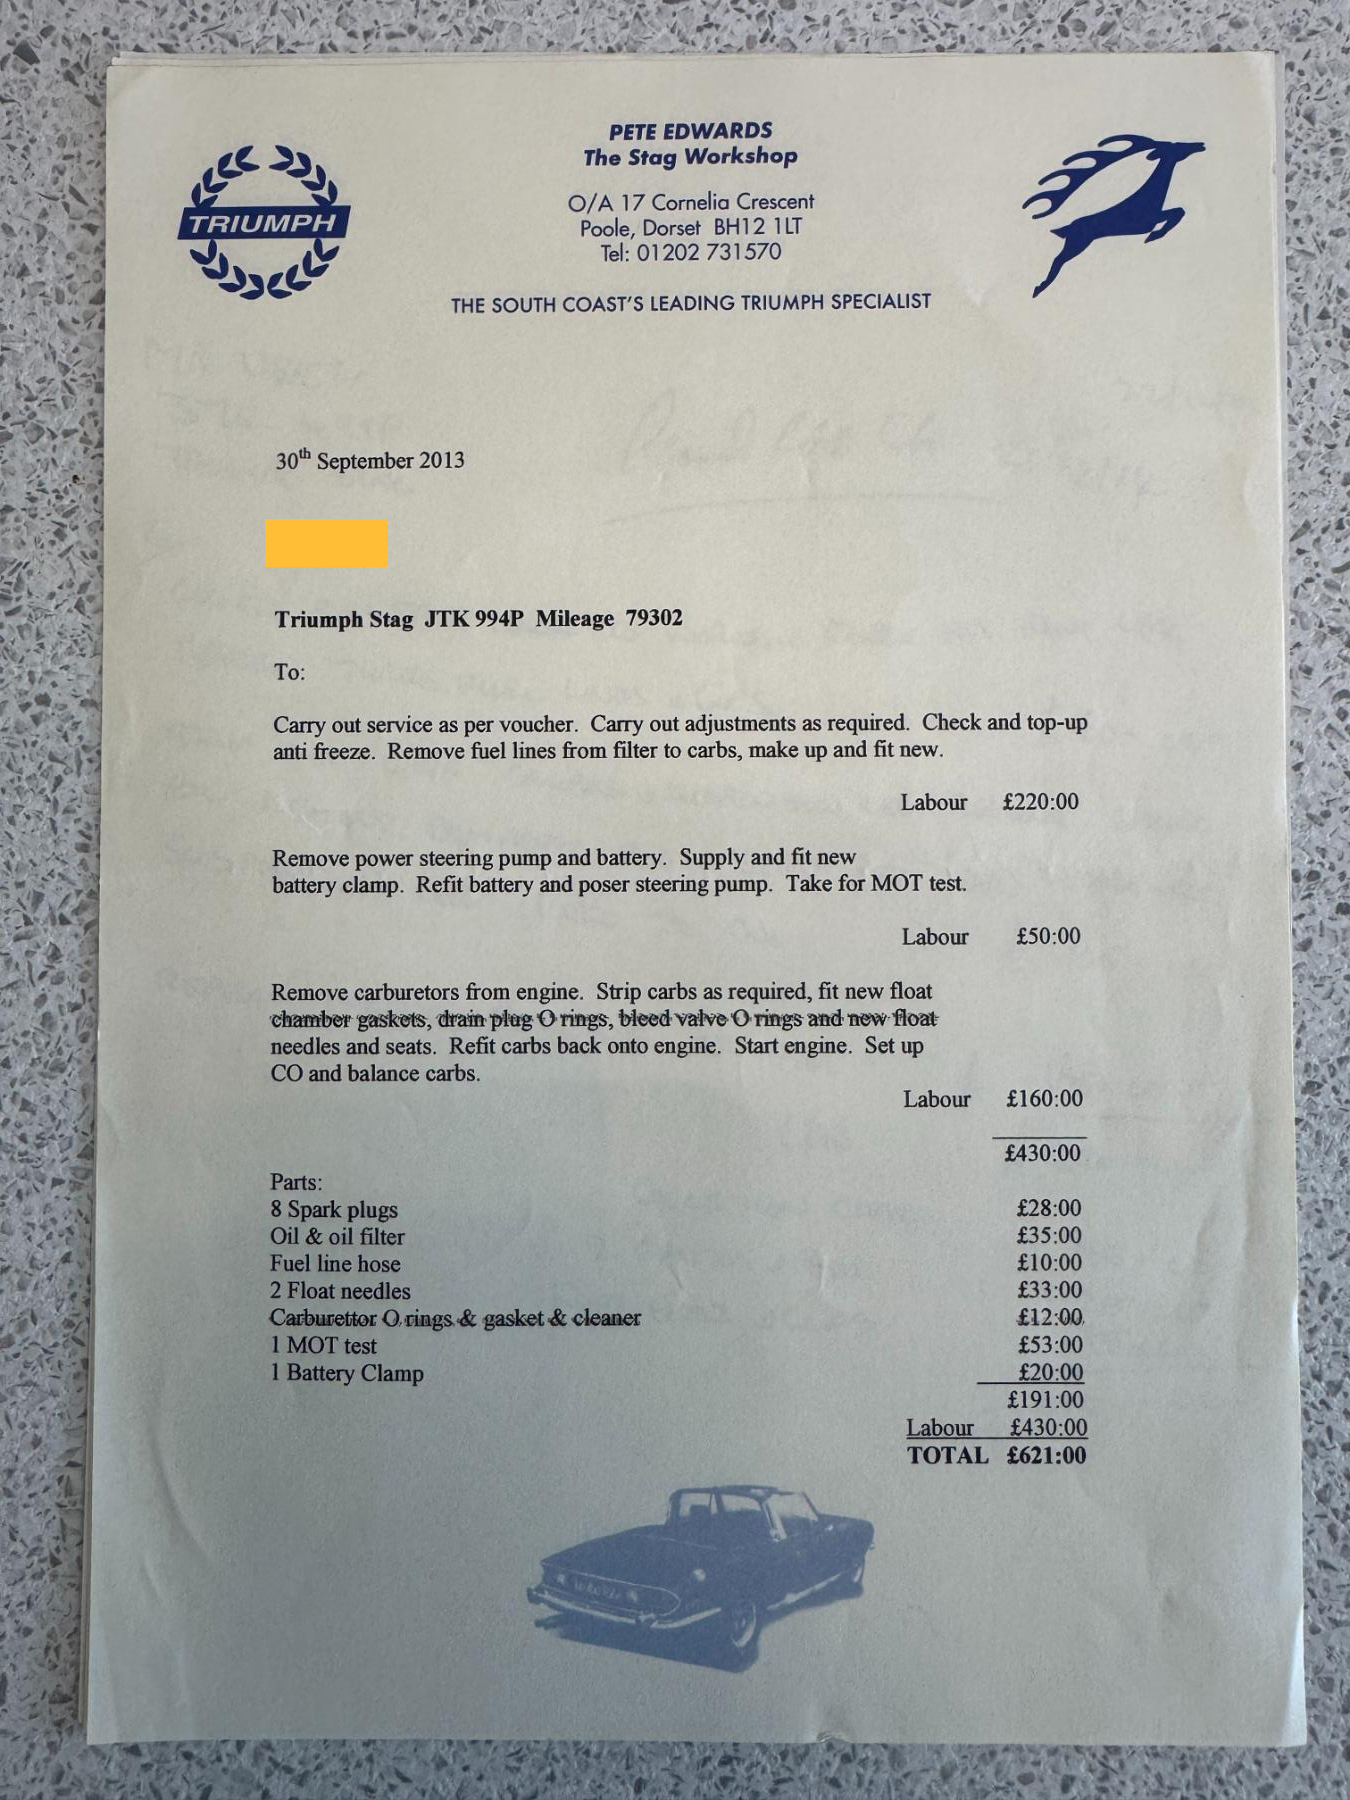 PETE EDWARDS
The Stag Workshop
TRIUMPH
O/A 17 Cornelia Crescent
Poole, Dorset BH12 1LT
Tel: 01202 731570
THE SOUTH COAST'S LEADING TRIUMPH SPECIALIST
30th September 2013
Triumph Stag JTK 994P Mileage 79302
To:
Carry out service as per voucher. Carry out adjustments as required. Check and top-up
anti freeze. Remove fuel lines from filter to carbs, make up and fit new.
Labour £220:00
Remove power steering pump and battery. Supply and fit new
battery clamp. Refit battery and poser steering pump. Take for MOT test.
Labour £50:00
Remove carburetors from engine. Strip carbs as required, fit new float
chamber gaskets, drain plug O rings, bleed valve O rings and new float
needles and seats. Refit carbs back onto engine. Start engine. Set up
CO and balance carbs.
Labour £160:00
£430:00
Parts:
8 Spark plugs £28:00
Oil & oil filter £35:00
Fuel line hose £10:00
2 Float needles £33:00
Carburettor O rings & gasket & cleaner £12:00
1 MOT test £53:00
1 Battery Clamp £20:00
£191:00
Labour £430:00
TOTAL £621:00